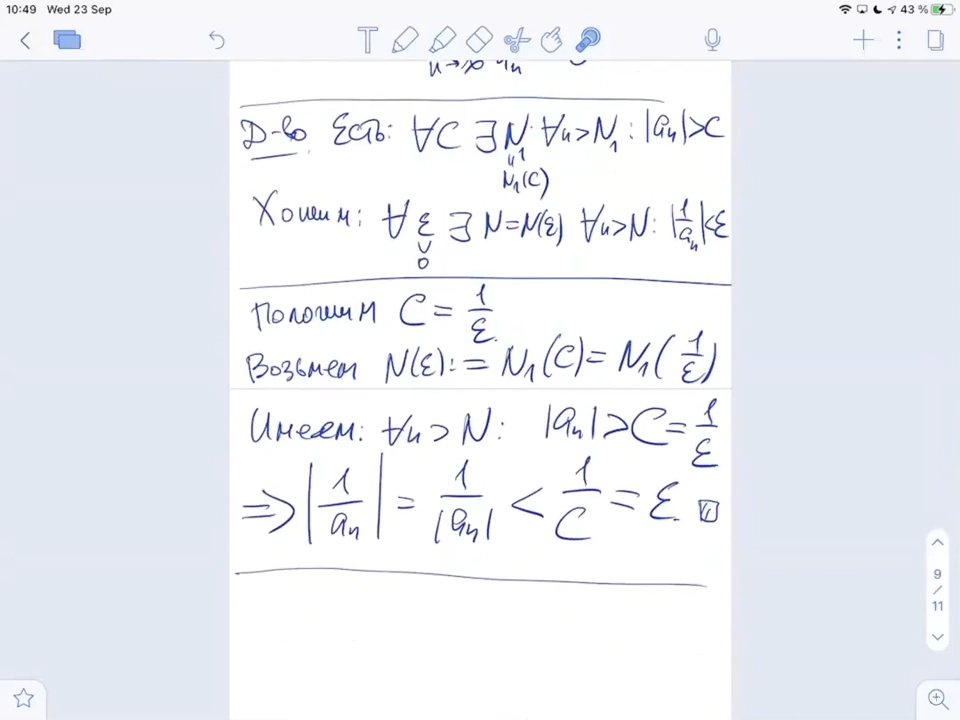 10:49 Wed 23 Sep
43 %
n→∞
Д-во Есть: ∀C ∃N₁ ∀n>N₁: |aₙ|>C
N₁(C)
Хотим: ∀ε ∃ N=N(ε) ∀n>N: |1/aₙ|<ε
0
Положим C = 1/ε.
Возьмем N(ε):= N₁(C)= N₁(1/ε)
Имеем: ∀n > N: |aₙ| > C = 1/ε
⇒ |1/aₙ| = 1/|aₙ| < 1/C = ε.
9
/
11